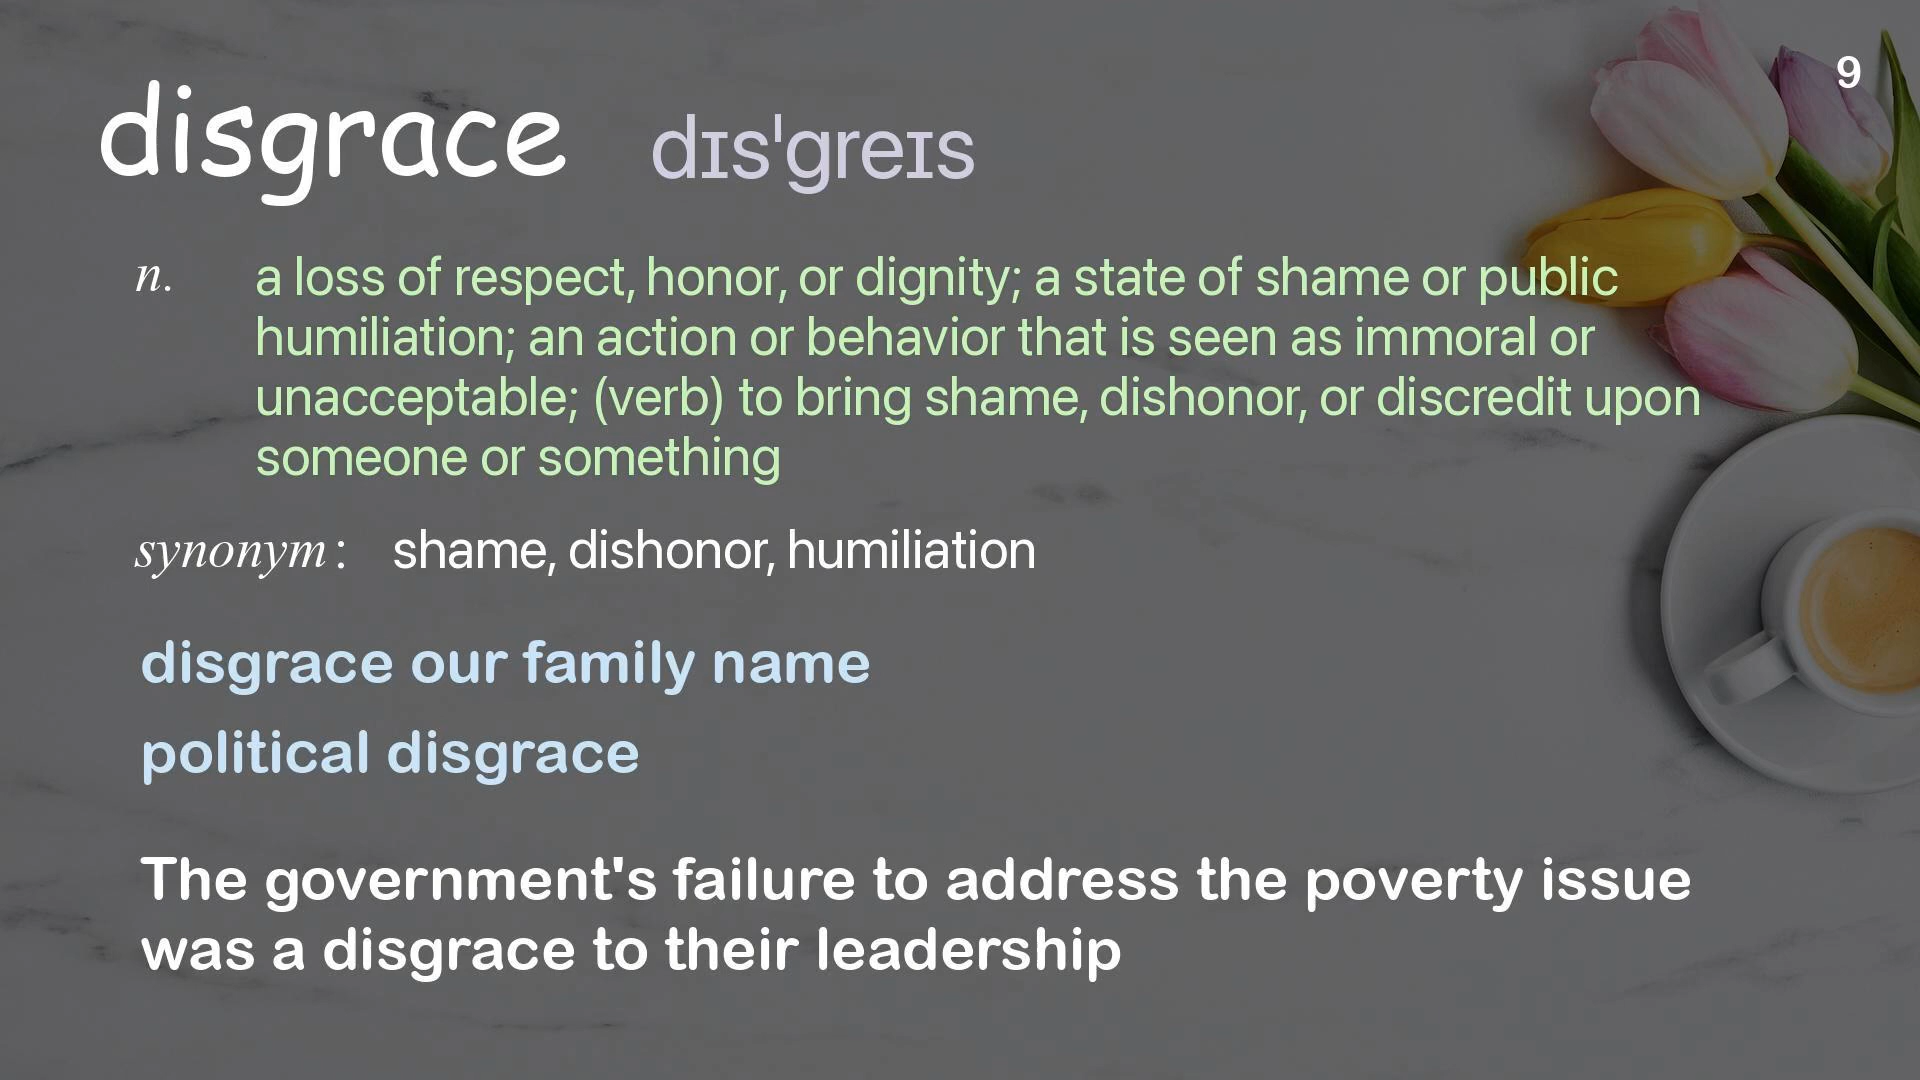 9
disgrace dɪsˈgreɪs
n. a loss of respect, honor, or dignity; a state of shame or public
humiliation; an action or behavior that is seen as immoral or
unacceptable; (verb) to bring shame, dishonor, or discredit upon
someone or something
synonym: shame, dishonor, humiliation
disgrace our family name
political disgrace
The government's failure to address the poverty issue
was a disgrace to their leadership